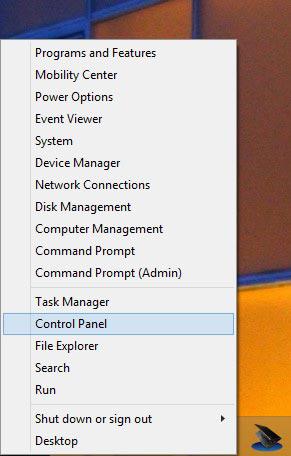 Programs and Features
Mobility Center
Power Options
Event Viewer
System
Device Manager
Network Connections
Disk Management
Computer Management
Command Prompt
Command Prompt (Admin)
Task Manager
Control Panel
File Explorer
Search
Run
Shut down or sign out
Desktop